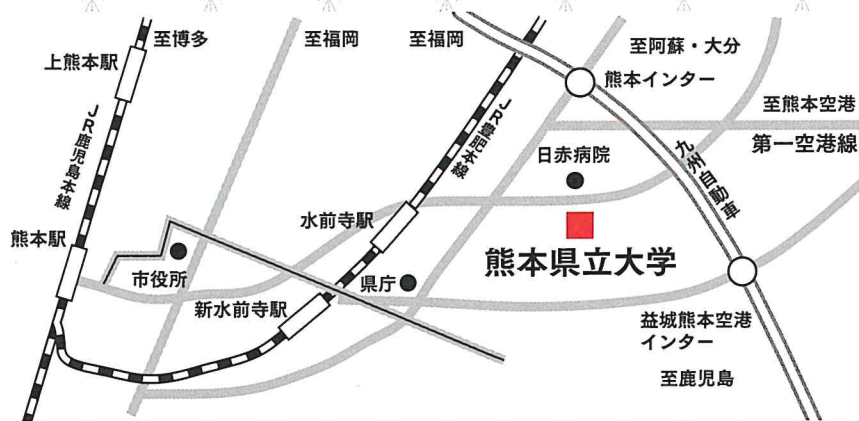 至博多
至福岡
至福岡
至阿蘇・大分
上熊本駅
熊本インター
至熊本空港
第一空港線
JR鹿児島本線
JR豊肥本線
日赤病院
九州自動車
水前寺駅
熊本駅
市役所
熊本県立大学
県庁
新水前寺駅
益城熊本空港
インター
至鹿児島